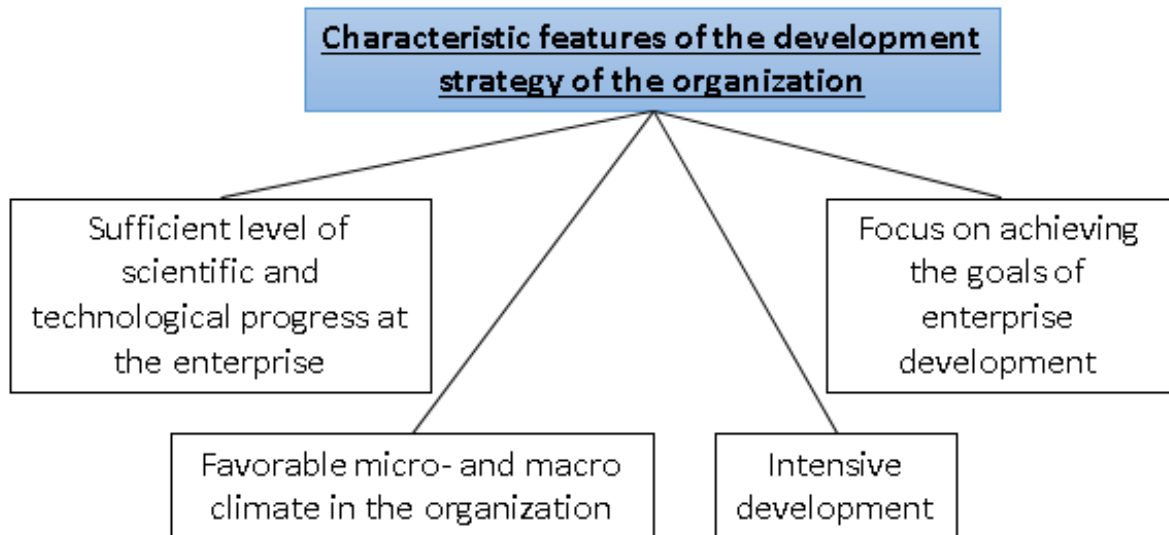 Characteristic features of the development
strategy of the organization
Sufficient level of
scientific and
technological progress at
the enterprise
Focus on achieving
the goals of
enterprise
development
Favorable micro- and macro
climate in the organization
Intensive
development